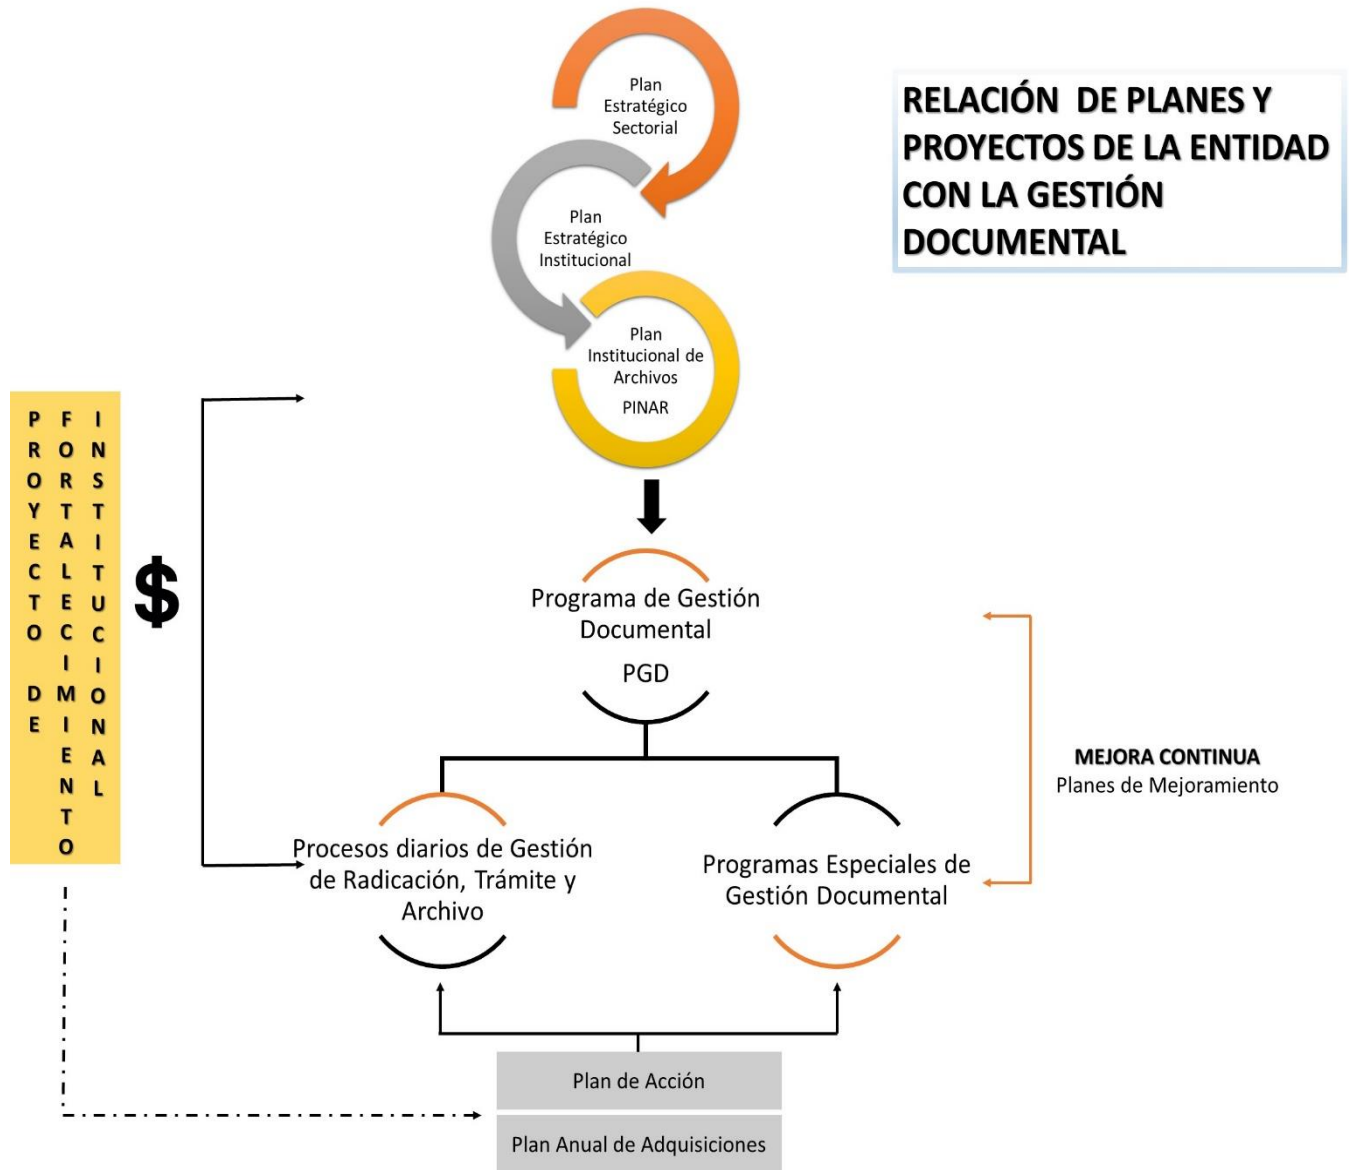 Plan
Estratégico
Sectorial
RELACIÓN DE PLANES Y
PROYECTOS DE LA ENTIDAD
CON LA GESTIÓN
DOCUMENTAL
Plan
Estratégico
Institucional
Plan
Institucional de
Archivos
PINAR
PROYECTO DE
FORTALECIMIENTO
INSTITUCIONAL
$
Programa de Gestión
Documental
PGD
MEJORA CONTINUA
Planes de Mejoramiento
Procesos diarios de Gestión
de Radicación, Trámite y
Archivo
Programas Especiales de
Gestión Documental
Plan de Acción
Plan Anual de Adquisiciones